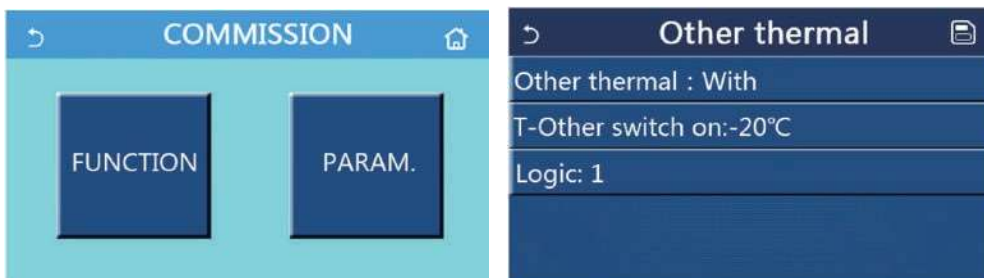 COMMISSION
FUNCTION
PARAM.
Other thermal
Other thermal : With
T-Other switch on:-20℃
Logic: 1